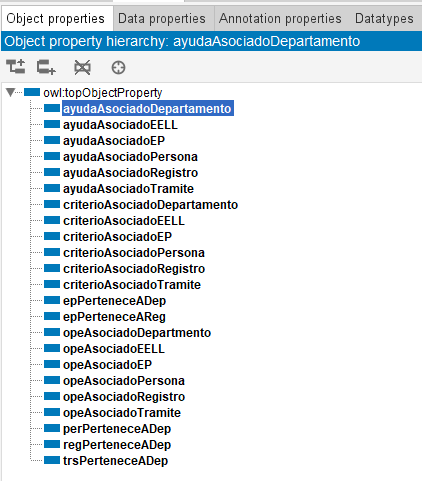 Object properties Data properties Annotation properties Datatypes
Object property hierarchy: ayudaAsociadoDepartamento
owl:topObjectProperty
ayudaAsociadoDepartamento
ayudaAsociadoEELL
ayudaAsociadoEP
ayudaAsociadoPersona
ayudaAsociadoRegistro
ayudaAsociadoTramite
criterioAsociadoDepartamento
criterioAsociadoEELL
criterioAsociadoEP
criterioAsociadoPersona
criterioAsociadoRegistro
criterioAsociadoTramite
epPerteneceADep
epPerteneceAReg
opeAsociadoDepartmento
opeAsociadoEELL
opeAsociadoEP
opeAsociadoPersona
opeAsociadoRegistro
opeAsociadoTramite
perPerteneceADep
regPerteneceADep
trsPerteneceADep